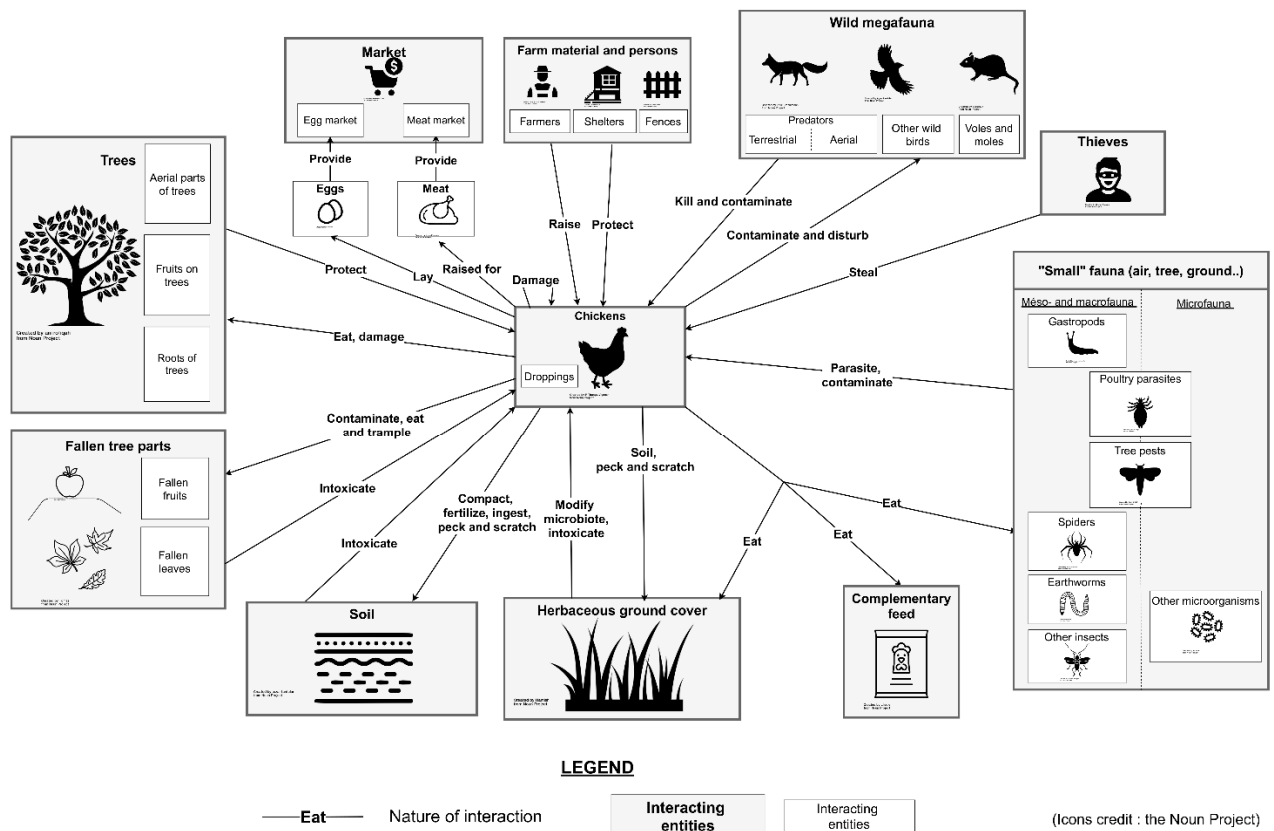 Market
Egg market
Meat market
Provide
Provide
Eggs
Meat
Farm material and persons
Farmers
Shelters
Fences
Wild megafauna
Predators
Terrestrial
Aerial
Other wild
birds
Voles and
moles
Thieves
Trees
Aerial parts
of trees
Fruits on
trees
Roots of
trees
Created by amirotirqah
from Noun Project
Protect
Lay
Raised for
Damage
Raise
Protect
Kill and contaminate
Contaminate and disturb
Steal
Eat, damage
Chickens
Droppings
Parasite,
contaminate
"Small" fauna (air, tree, ground..)
Méso- and macrofauna
Microfauna
Gastropods
Poultry parasites
Tree pests
Spiders
Earthworms
Other insects
Other microorganisms
Contaminate, eat
and trample
Fallen tree parts
Fallen
fruits
Fallen
leaves
Intoxicate
Intoxicate
Compact,
fertilize, ingest,
peck and scratch
Modify
microbiote,
intoxicate
Soil,
peck and scratch
Eat
Eat
Eat
Soil
Herbaceous ground cover
Complementary
feed
LEGEND
Eat
Nature of interaction
Interacting
entities
Interacting
entities
(Icons credit : the Noun Project)